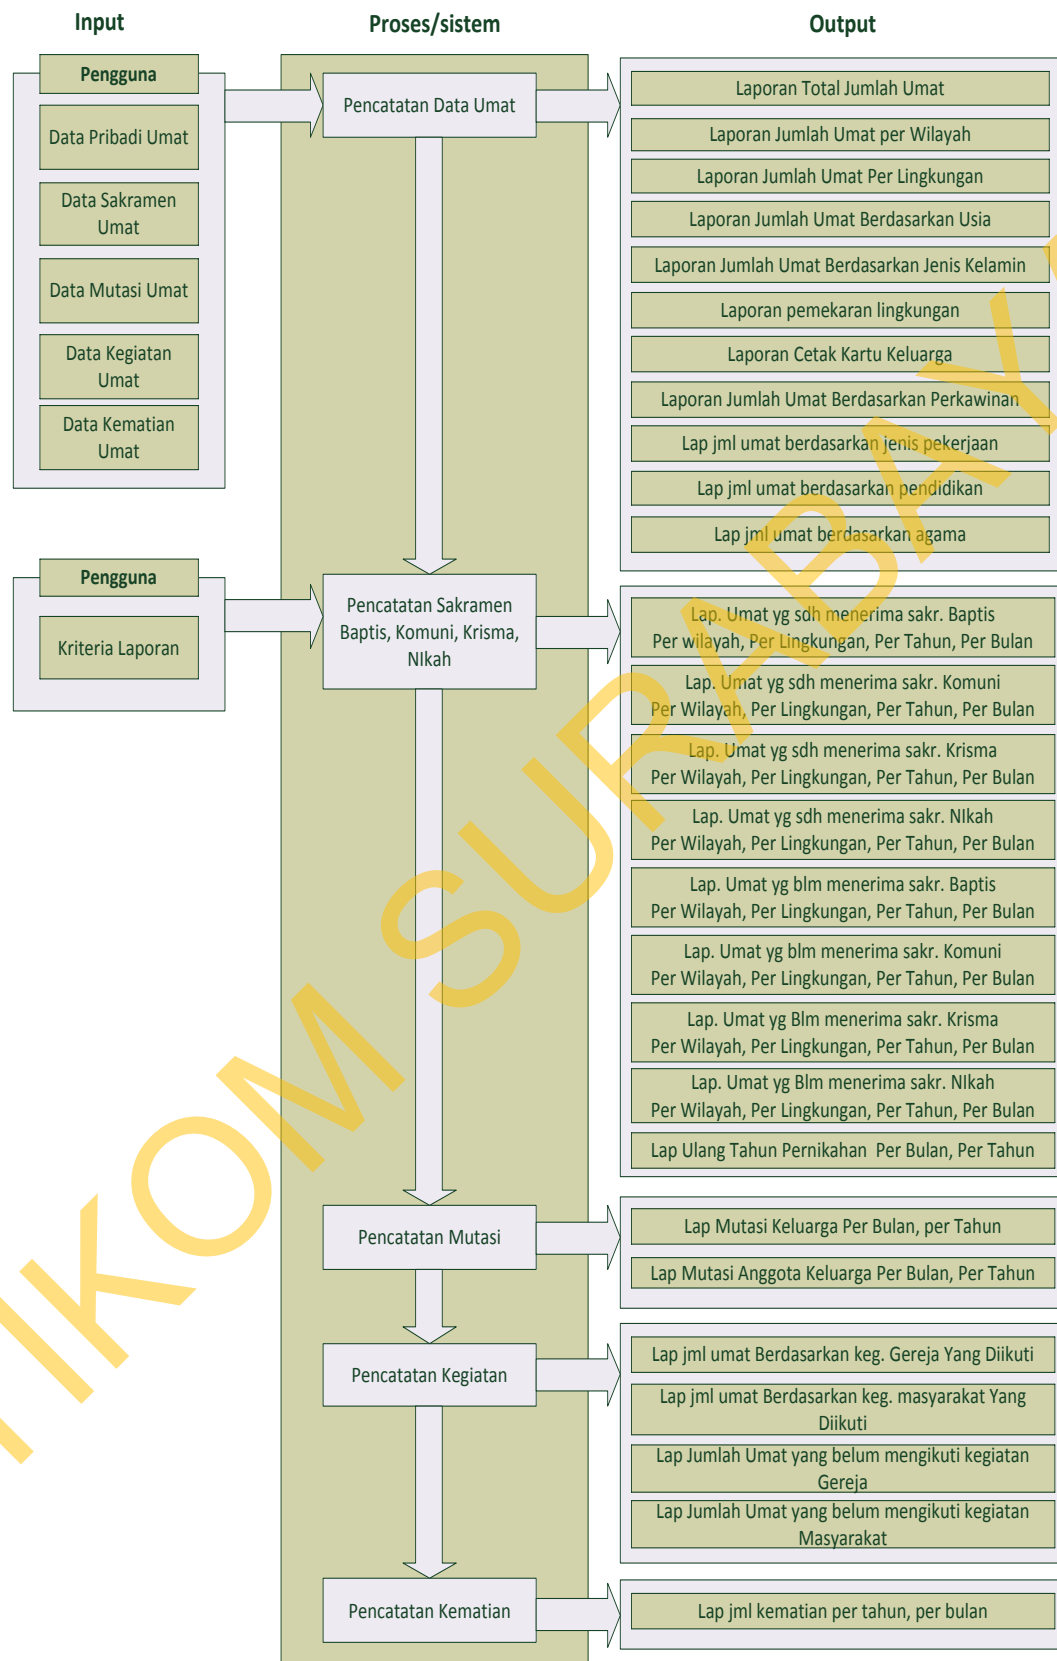 Input
Proses/sistem
Output
Pengguna
Data Pribadi Umat
Data Sakramen
Umat
Data Mutasi Umat
Data Kegiatan
Umat
Data Kematian
Umat
Pengguna
Kriteria Laporan
Pencatatan Data Umat
Pencatatan Sakramen
Baptis, Komuni, Krisma,
NIkah
Pencatatan Mutasi
Pencatatan Kegiatan
Pencatatan Kematian
Laporan Total Jumlah Umat
Laporan Jumlah Umat per Wilayah
Laporan Jumlah Umat Per Lingkungan
Laporan Jumlah Umat Berdasarkan Usia
Laporan Jumlah Umat Berdasarkan Jenis Kelamin
Laporan pemekaran lingkungan
Laporan Cetak Kartu Keluarga
Laporan Jumlah Umat Berdasarkan Perkawinan
Lap jml umat berdasarkan jenis pekerjaan
Lap jml umat berdasarkan pendidikan
Lap jml umat berdasarkan agama
Lap. Umat yg sdh menerima sakr. Baptis
Per wilayah, Per Lingkungan, Per Tahun, Per Bulan
Lap. Umat yg sdh menerima sakr. Komuni
Per Wilayah, Per Lingkungan, Per Tahun, Per Bulan
Lap. Umat yg sdh menerima sakr. Krisma
Per Wilayah, Per Lingkungan, Per Tahun, Per Bulan
Lap. Umat yg sdh menerima sakr. NIkah
Per Wilayah, Per Lingkungan, Per Tahun, Per Bulan
Lap. Umat yg blm menerima sakr. Baptis
Per Wilayah, Per Lingkungan, Per Tahun, Per Bulan
Lap. Umat yg blm menerima sakr. Komuni
Per Wilayah, Per Lingkungan, Per Tahun, Per Bulan
Lap. Umat yg Blm menerima sakr. Krisma
Per Wilayah, Per Lingkungan, Per Tahun, Per Bulan
Lap. Umat yg Blm menerima sakr. NIkah
Per Wilayah, Per Lingkungan, Per Tahun, Per Bulan
Lap Ulang Tahun Pernikahan Per Bulan, Per Tahun
Lap Mutasi Keluarga Per Bulan, per Tahun
Lap Mutasi Anggota Keluarga Per Bulan, Per Tahun
Lap jml umat Berdasarkan keg. Gereja Yang Diikuti
Lap jml umat Berdasarkan keg. masyarakat Yang
Diikuti
Lap Jumlah Umat yang belum mengikuti kegiatan
Gereja
Lap Jumlah Umat yang belum mengikuti kegiatan
Masyarakat
Lap jml kematian per tahun, per bulan
TIKOM SURABAYA